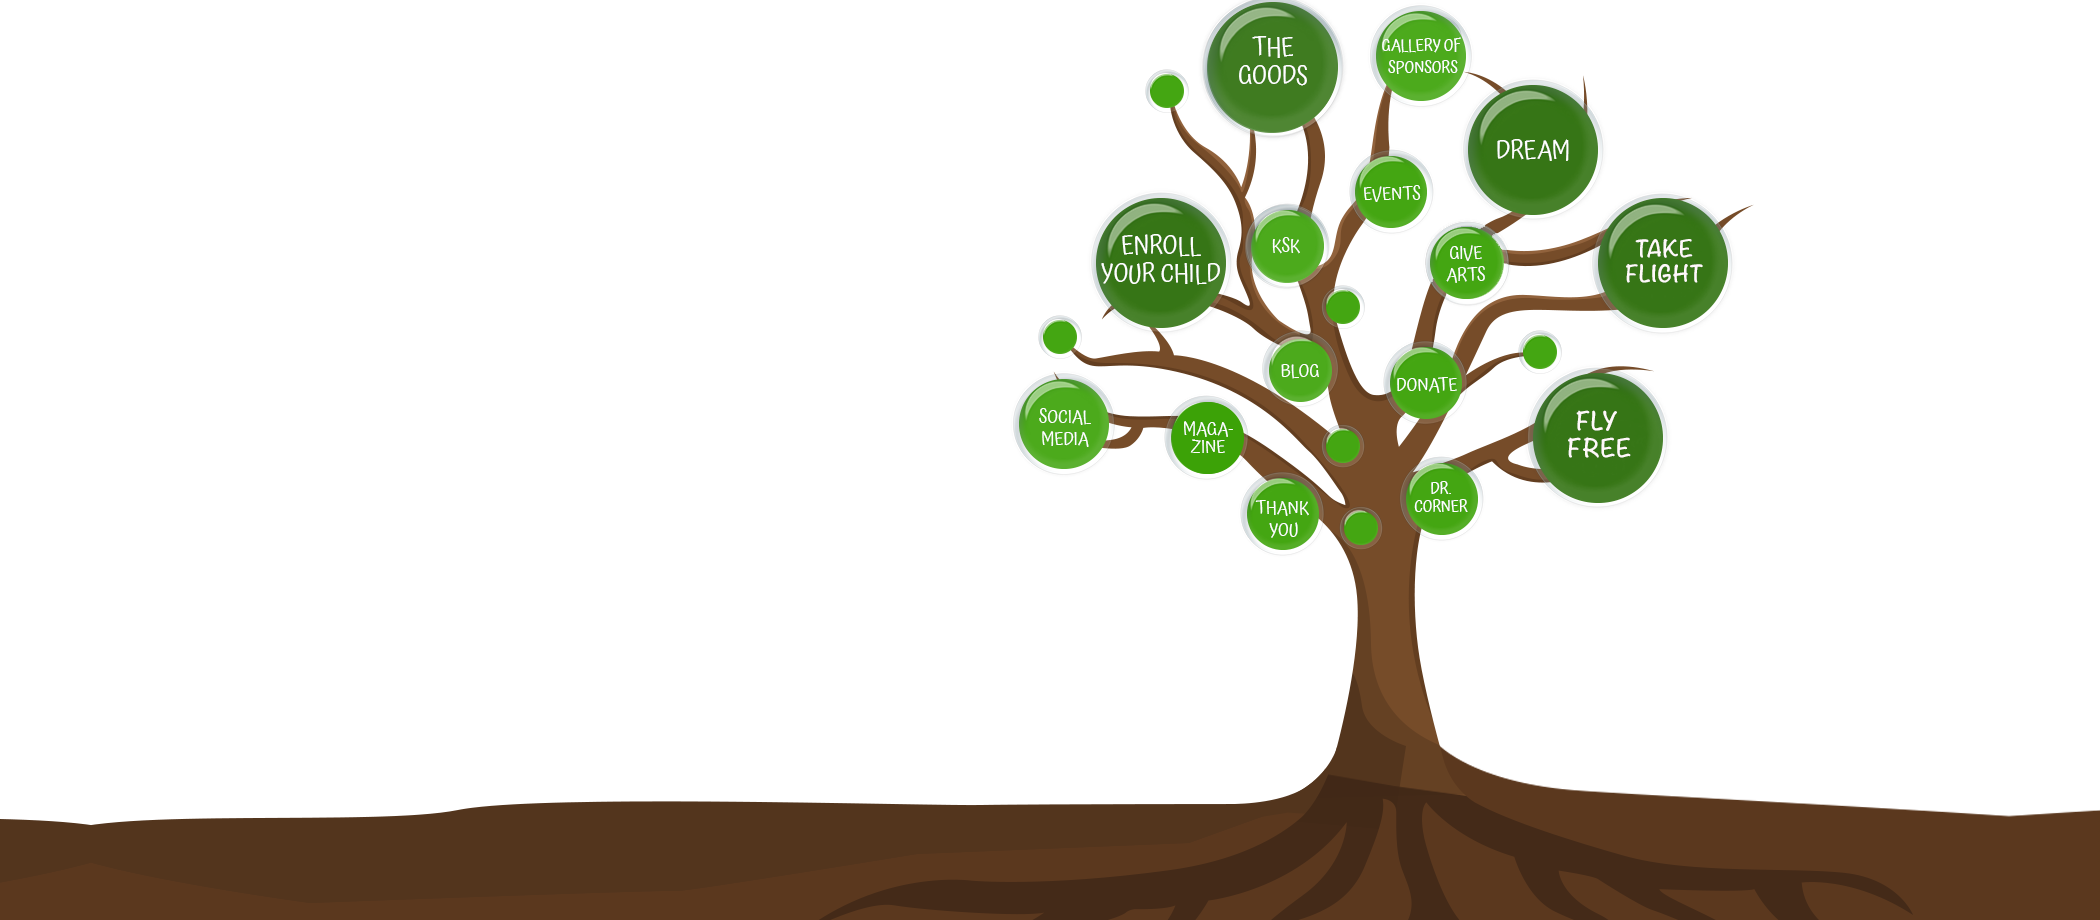 THE
GOODS
GALLERY OF
SPONSORS
DREAM
EVENTS
ENROLL
YOUR CHILD
KSK
GIVE
ARTS
TAKE
FLIGHT
BLOG
DONATE
SOCIAL
MEDIA
MAGA-
ZINE
FLY
FREE
THANK
YOU
DR.
CORNER